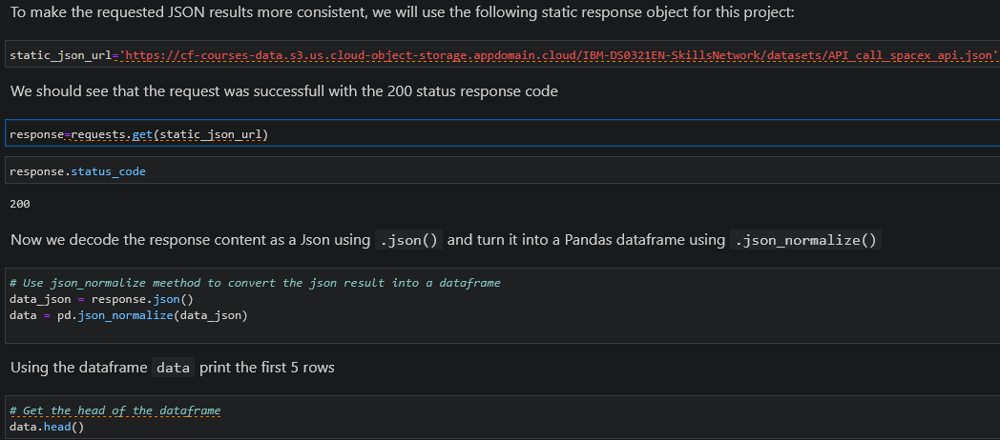 To make the requested JSON results more consistent, we will use the following static response object for this project:
static_json_url='https://cf-courses-data.s3.us.cloud-object-storage.appdomain.cloud/IBM-DS0321EN-SkillsNetwork/datasets/API_call_spacex_api.json'
We should see that the request was successfull with the 200 status response code
response=requests.get(static_json_url)
response.status_code
200
Now we decode the response content as a Json using .json() and turn it into a Pandas dataframe using .json_normalize()
# Use json_normalize meethod to convert the json result into a dataframe
data_json = response.json()
data = pd.json_normalize(data_json)
Using the dataframe data print the first 5 rows
# Get the head of the dataframe
data.head()